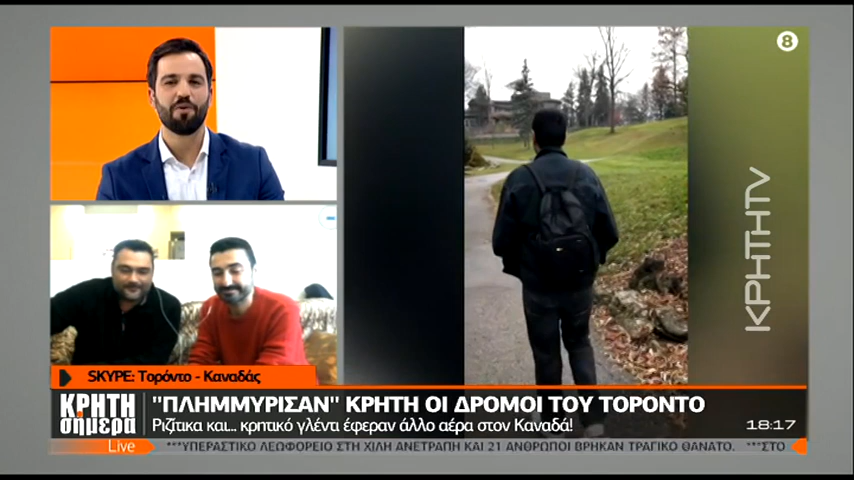 8
ΚΡΗΤΗTV
SKYPE: Τορόντο - Καναδάς
ΚΡΗΤΗ
σήμερα
"ΠΛΗΜΜΥΡΙΣΑΝ" ΚΡΗΤΗ ΟΙ ΔΡΟΜΟΙ ΤΟΥ ΤΟΡΟΝΤΟ
Ριζίτικα και... κρητικό γλέντι έφεραν άλλο αέρα στον Καναδά!
18:17
Live
***ΥΠΕΡΑΣΤΙΚΟ ΛΕΩΦΟΡΕΙΟ ΣΤΗ ΧΙΛΗ ΑΝΕΤΡΑΠΗ ΚΑΙ 21 ΑΝΘΡΩΠΟΙ ΒΡΗΚΑΝ ΤΡΑΓΙΚΟ ΘΑΝΑΤΟ. ***ΣΤΟ